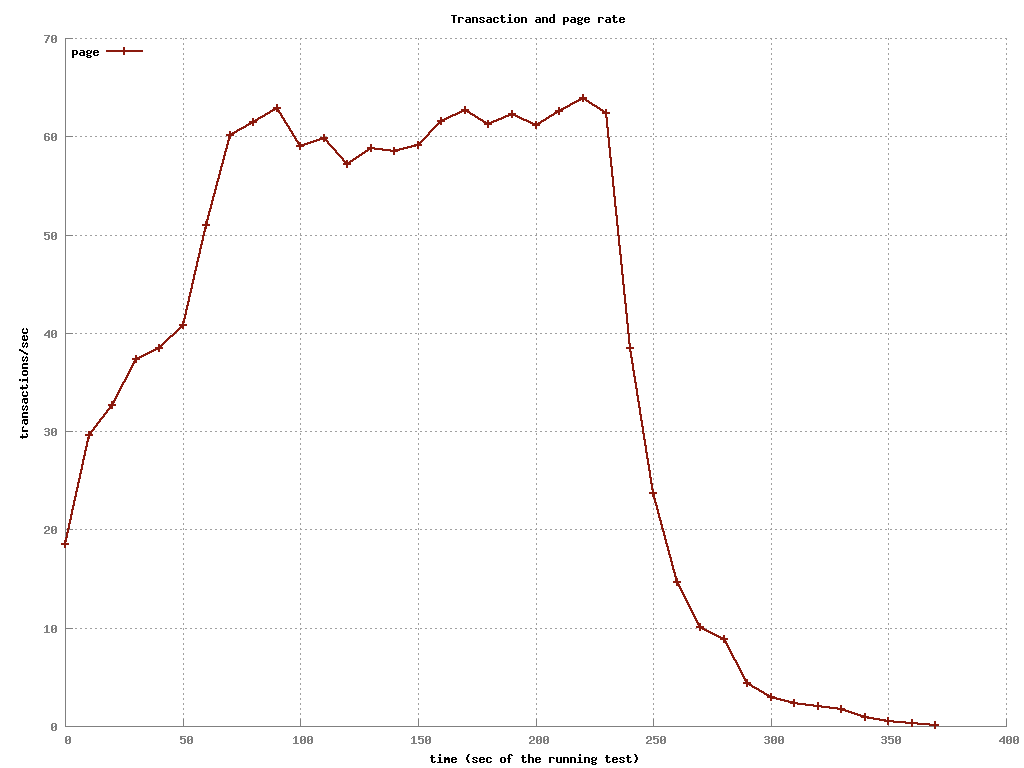 Transaction and page rate
70
page
60
50
40
transactions/sec
30
20
10
0
0 50 100 150 200 250 300 350 400
time (sec of the running test)